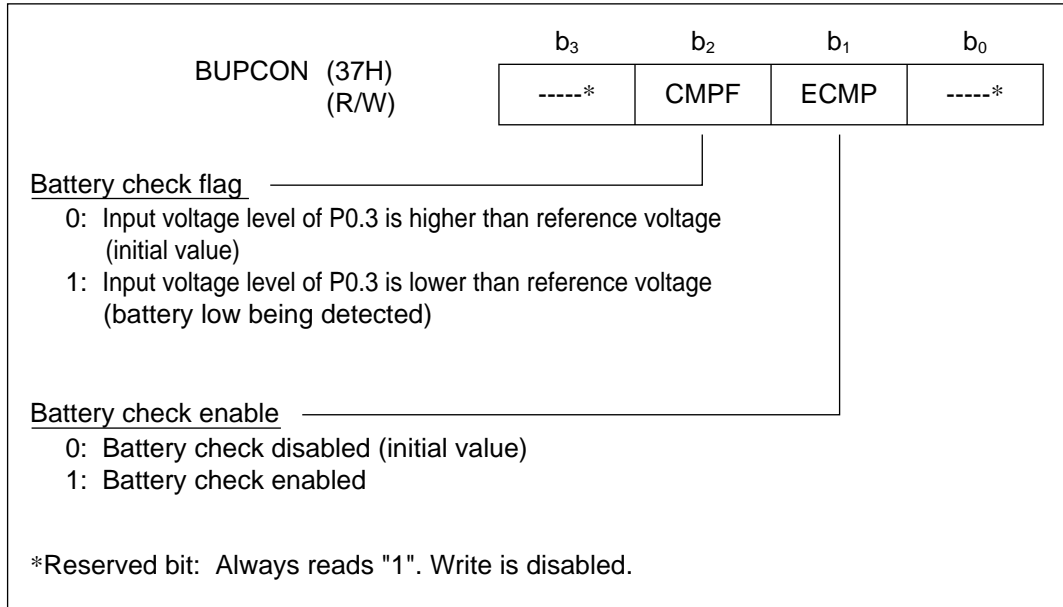 b₃ b₂ b₁ b₀
BUPCON (37H)
(R/W)
-----* CMPF ECMP -----*
Battery check flag
0: Input voltage level of P0.3 is higher than reference voltage
(initial value)
1: Input voltage level of P0.3 is lower than reference voltage
(battery low being detected)
Battery check enable
0: Battery check disabled (initial value)
1: Battery check enabled
*Reserved bit: Always reads "1". Write is disabled.